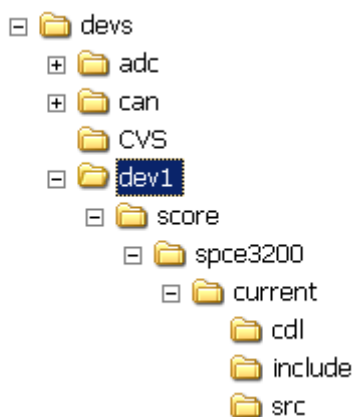 devs
adc
can
CVS
dev1
score
spce3200
current
cdl
include
src